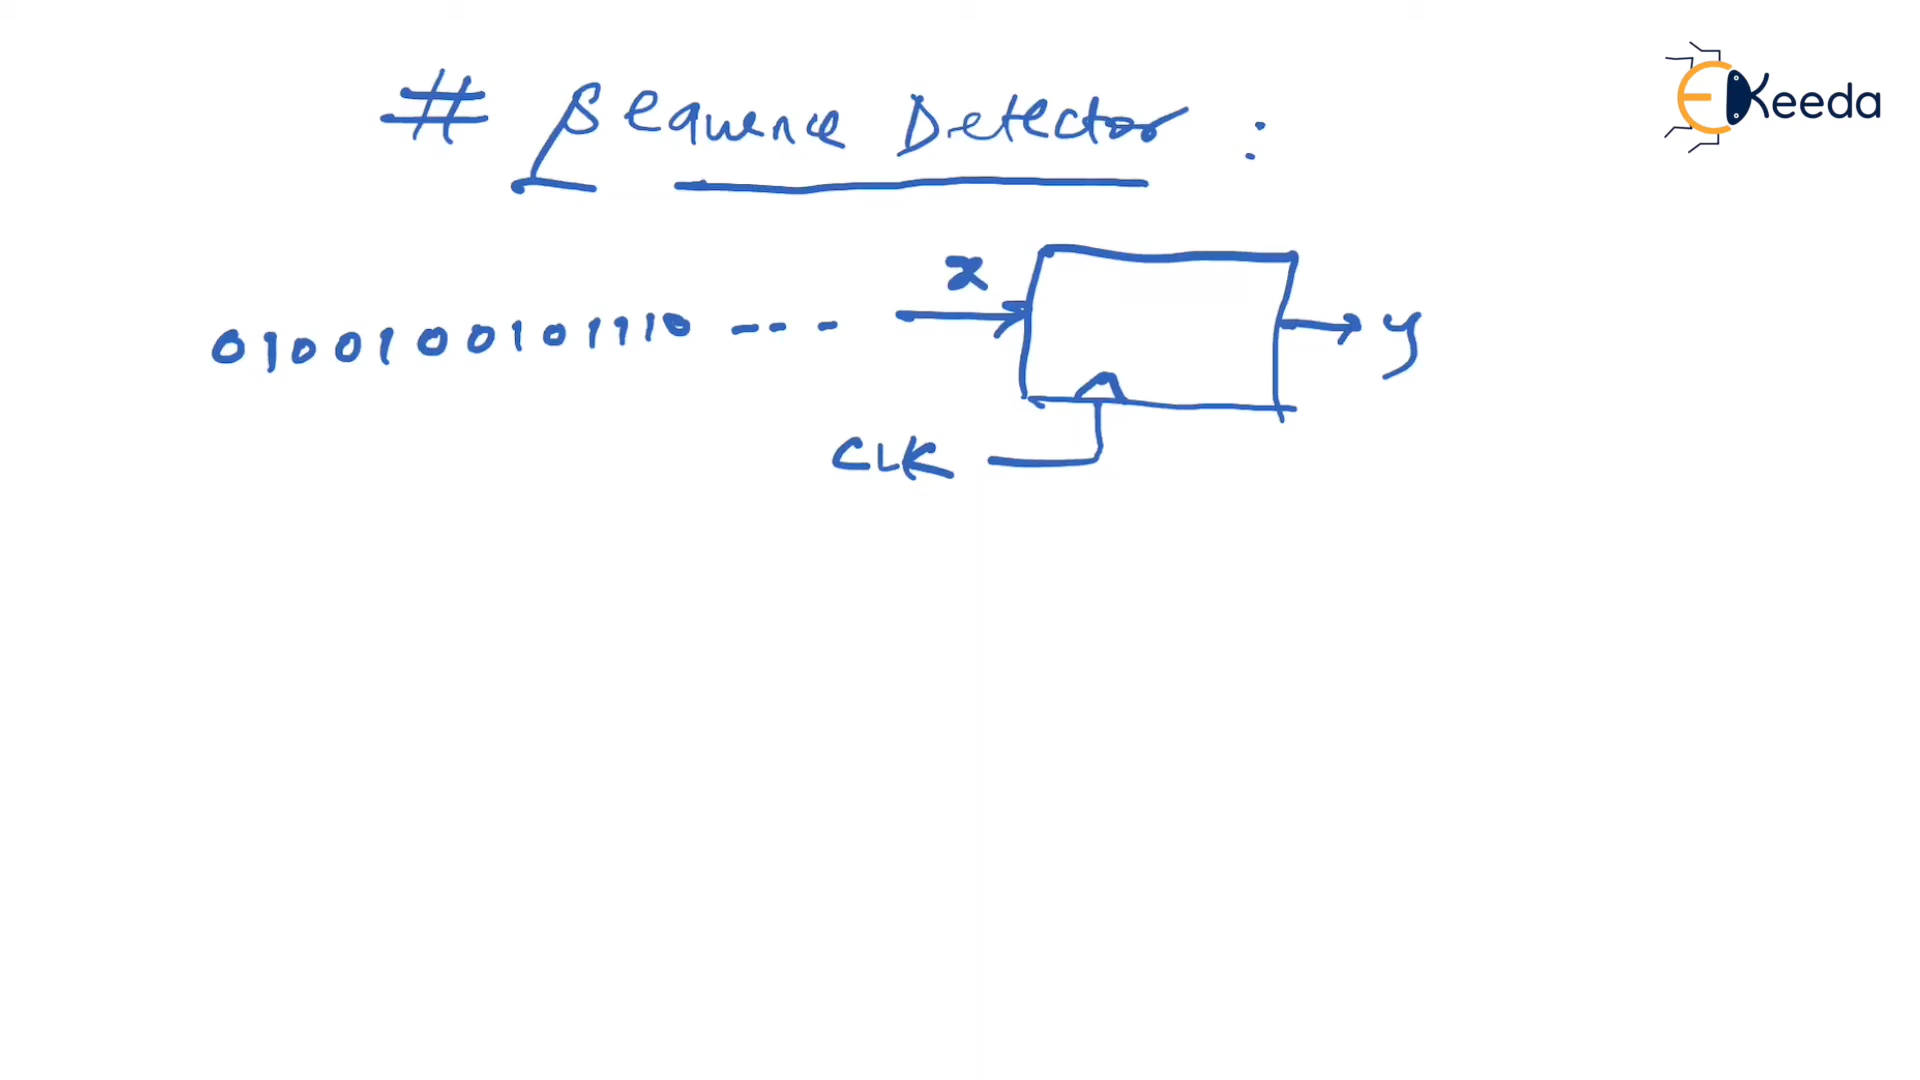 # Sequence Detector :
EKeeda
x
0100100101110 ---
y
CLK